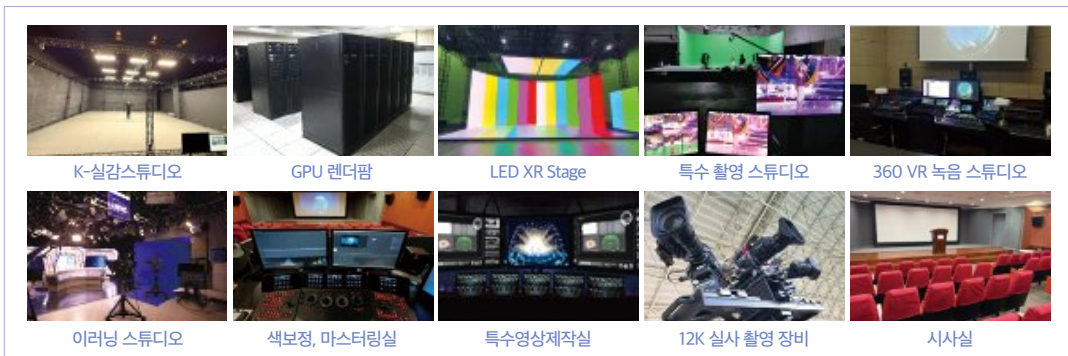 K-실감스튜디오
GPU 렌더팜
LED XR Stage
특수 촬영 스튜디오
360 VR 녹음 스튜디오
이러닝 스튜디오
색보정, 마스터링실
특수영상제작실
12K 실사 촬영 장비
시사실